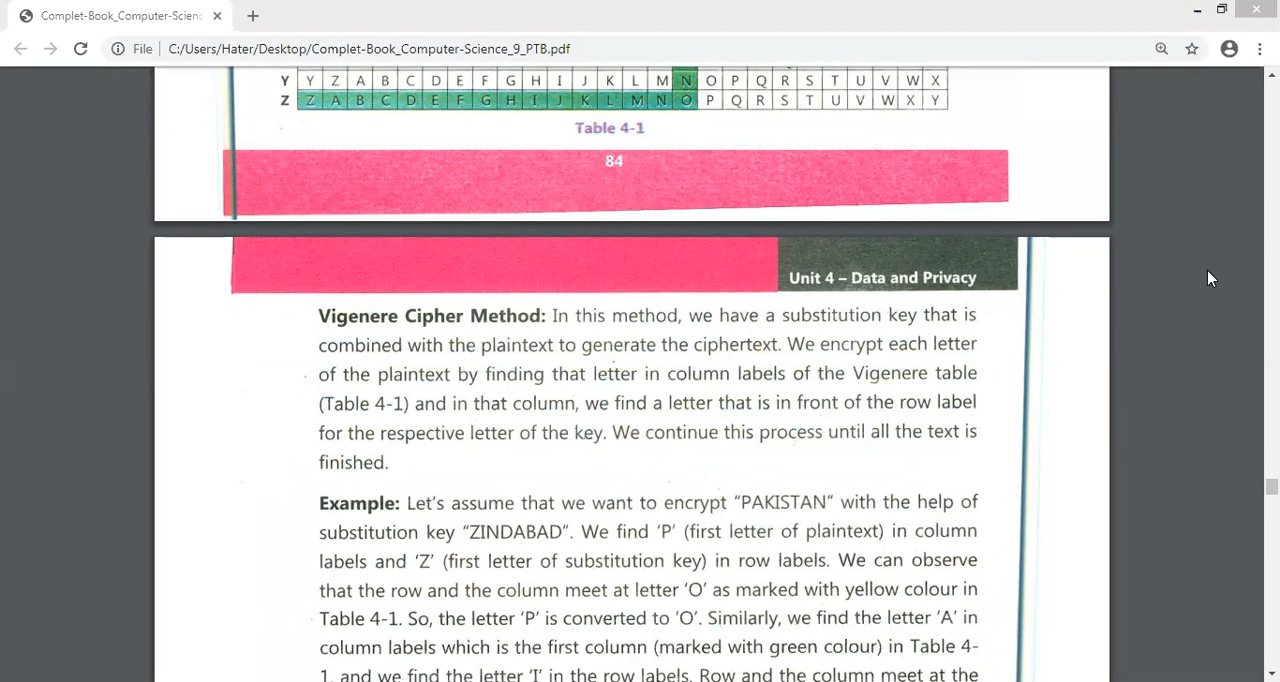 Complet-Book_Computer-Scienc
File C:/Users/Hater/Desktop/Complet-Book_Computer-Science_9_PTB.pdf
Y Y Z A B C D E F G H I J K L M N O P Q R S T U V W X
Z Z A B C D E F G H I J K L M N O P Q R S T U V W X Y
Table 4-1
84
Unit 4 – Data and Privacy
Vigenere Cipher Method: In this method, we have a substitution key that is
combined with the plaintext to generate the ciphertext. We encrypt each letter
of the plaintext by finding that letter in column labels of the Vigenere table
(Table 4-1) and in that column, we find a letter that is in front of the row label
for the respective letter of the key. We continue this process until all the text is
finished.
Example: Let's assume that we want to encrypt "PAKISTAN" with the help of
substitution key "ZINDABAD". We find 'P' (first letter of plaintext) in column
labels and 'Z' (first letter of substitution key) in row labels. We can observe
that the row and the column meet at letter 'O' as marked with yellow colour in
Table 4-1. So, the letter 'P' is converted to 'O'. Similarly, we find the letter 'A' in
column labels which is the first column (marked with green colour) in Table 4-
1, and we find the letter 'I' in the row labels. Row and the column meet at the